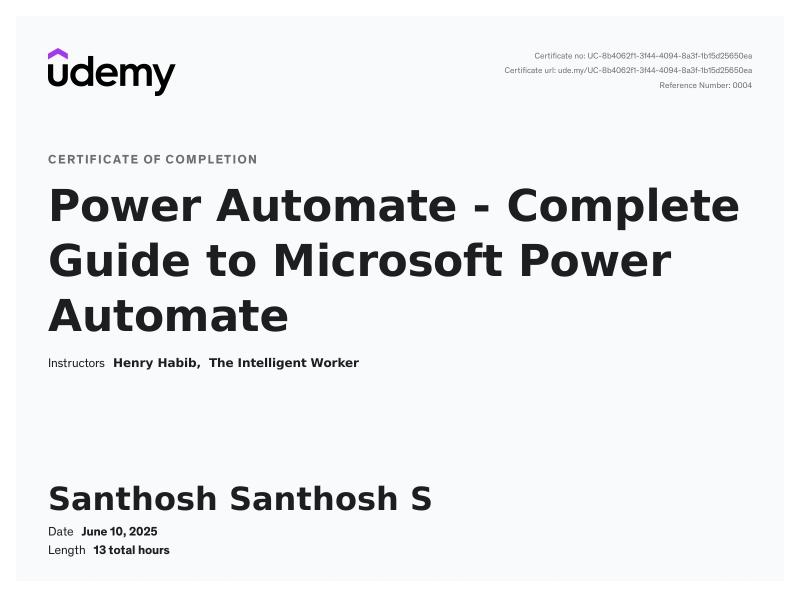 udemy
Certificate no: UC-8b4062f1-3f44-4094-8a3f-1b15d25650ea
Certificate url: ude.my/UC-8b4062f1-3f44-4094-8a3f-1b15d25650ea
Reference Number: 0004
CERTIFICATE OF COMPLETION
Power Automate - Complete
Guide to Microsoft Power
Automate
Instructors Henry Habib, The Intelligent Worker
Santhosh Santhosh S
Date June 10, 2025
Length 13 total hours